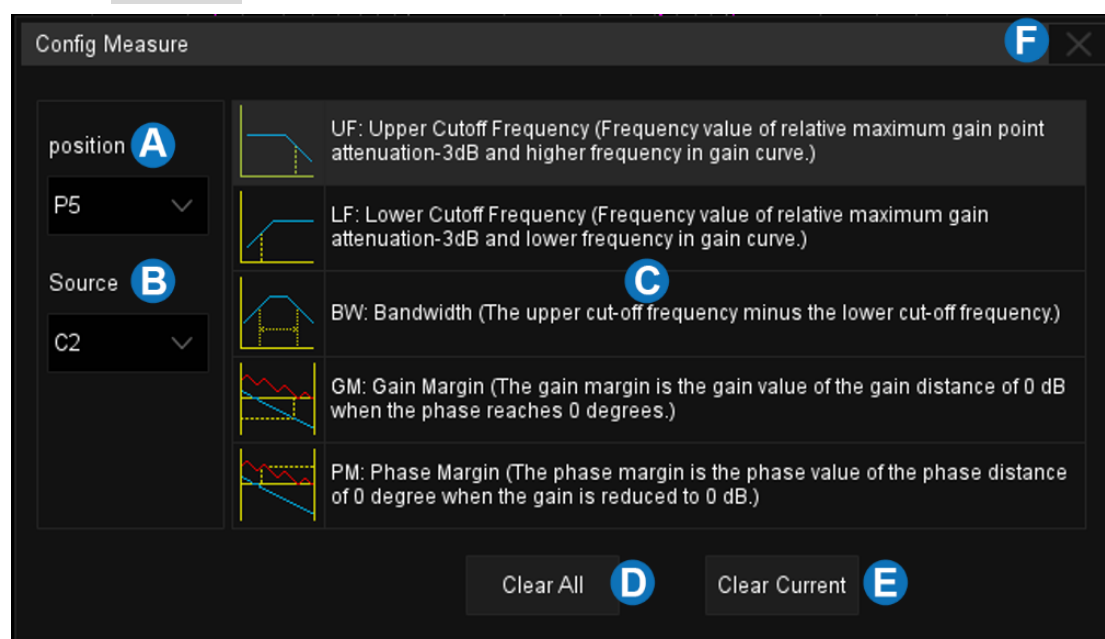 Config Measure
F
position A
P5
Source B
C2
UF: Upper Cutoff Frequency (Frequency value of relative maximum gain point
attenuation-3dB and higher frequency in gain curve.)
LF: Lower Cutoff Frequency (Frequency value of relative maximum gain
attenuation-3dB and lower frequency in gain curve.)
C
BW: Bandwidth (The upper cut-off frequency minus the lower cut-off frequency.)
GM: Gain Margin (The gain margin is the gain value of the gain distance of 0 dB
when the phase reaches 0 degrees.)
PM: Phase Margin (The phase margin is the phase value of the phase distance
of 0 degree when the gain is reduced to 0 dB.)
Clear All D
Clear Current E